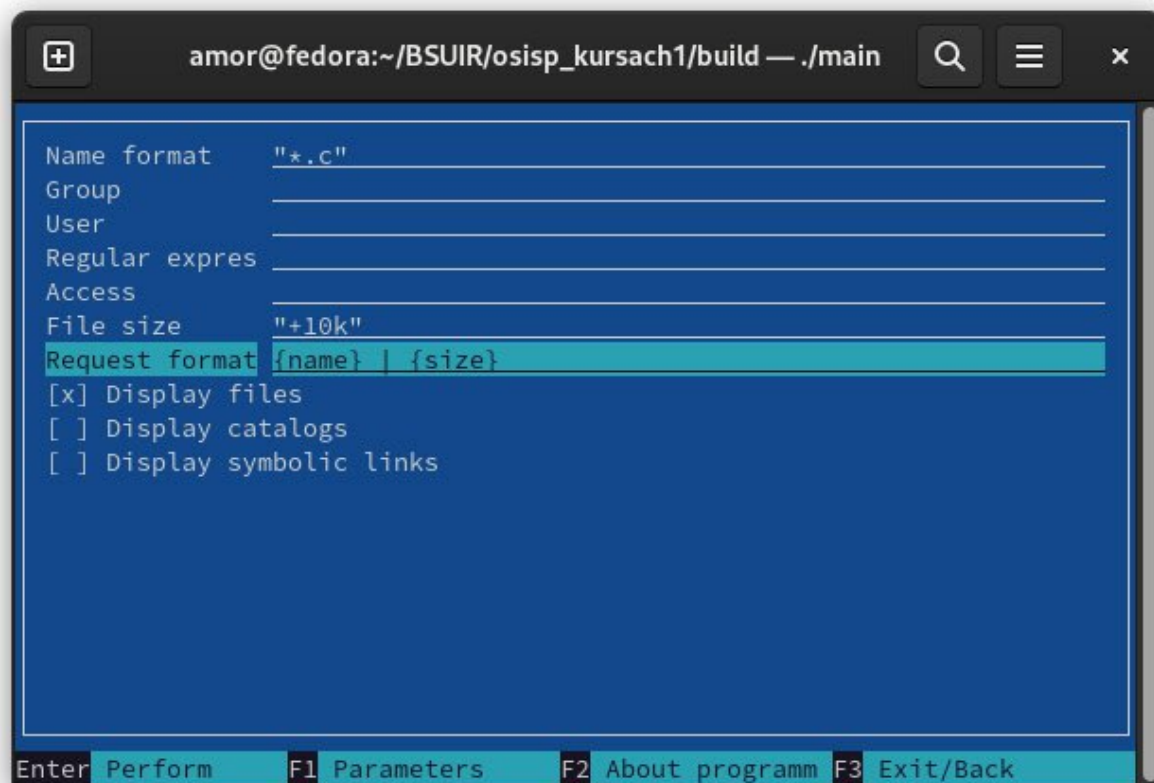 amor@fedora:~/BSUIR/osisp_kursach1/build — ./main
Name format "*.c"
Group
User
Regular expres
Access
File size "+10k"
Request format {name} | {size}
[x] Display files
[ ] Display catalogs
[ ] Display symbolic links
Enter Perform F1 Parameters F2 About programm F3 Exit/Back